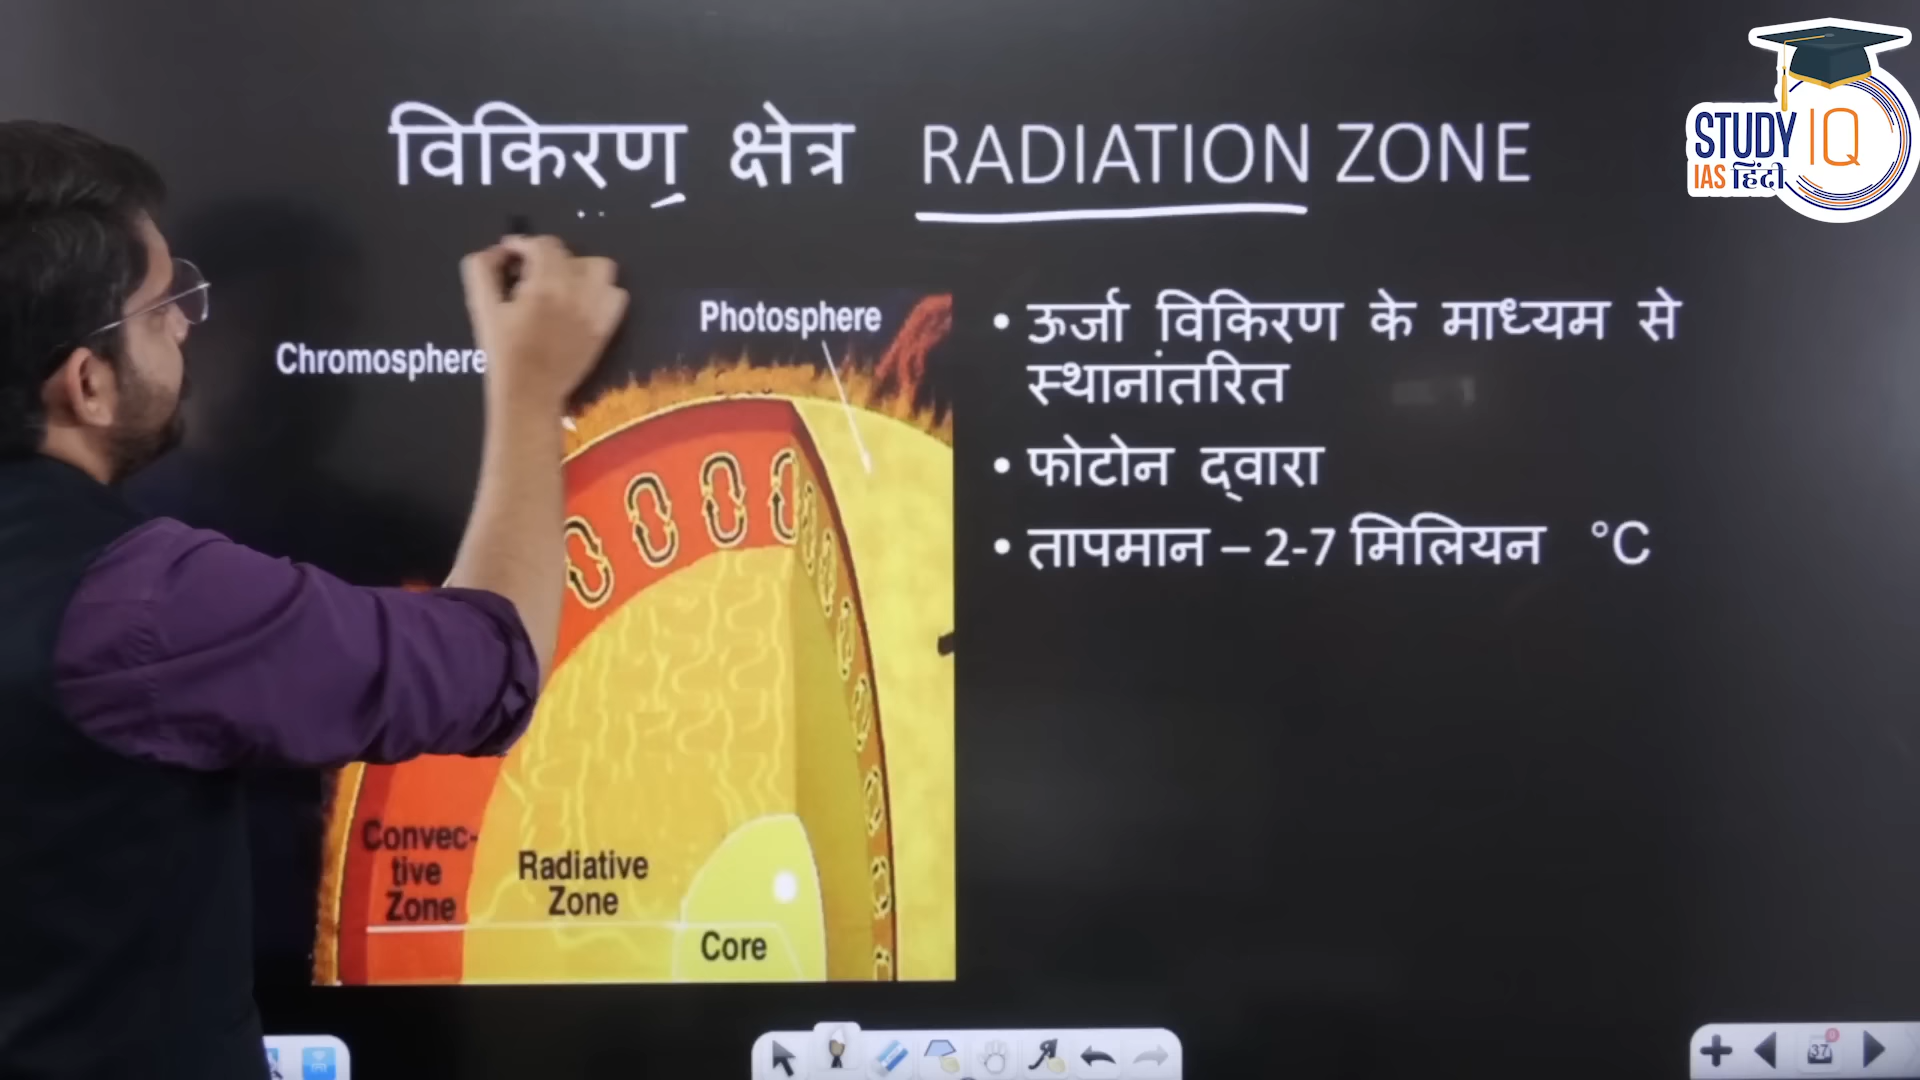 विकिरण क्षेत्र RADIATION ZONE
STUDY IQ
IAS हिंदी
Photosphere
Chromosphere
• ऊर्जा विकिरण के माध्यम से
स्थानांतरित
• फोटोन द्वारा
• तापमान – 2-7 मिलियन °C
Convec-
tive
Zone
Radiative
Zone
Core
37